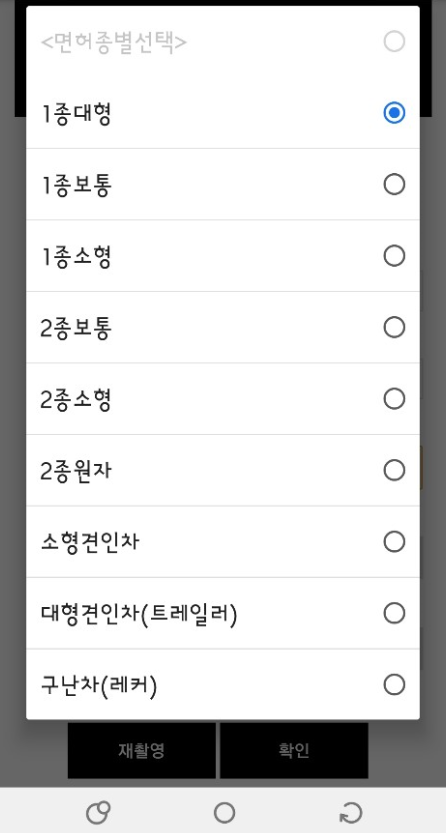 <면허종별선택>
1종대형
1종보통
1종소형
2종보통
2종소형
2종원자
소형견인차
대형견인차(트레일러)
구난차(레커)
재촬영 확인